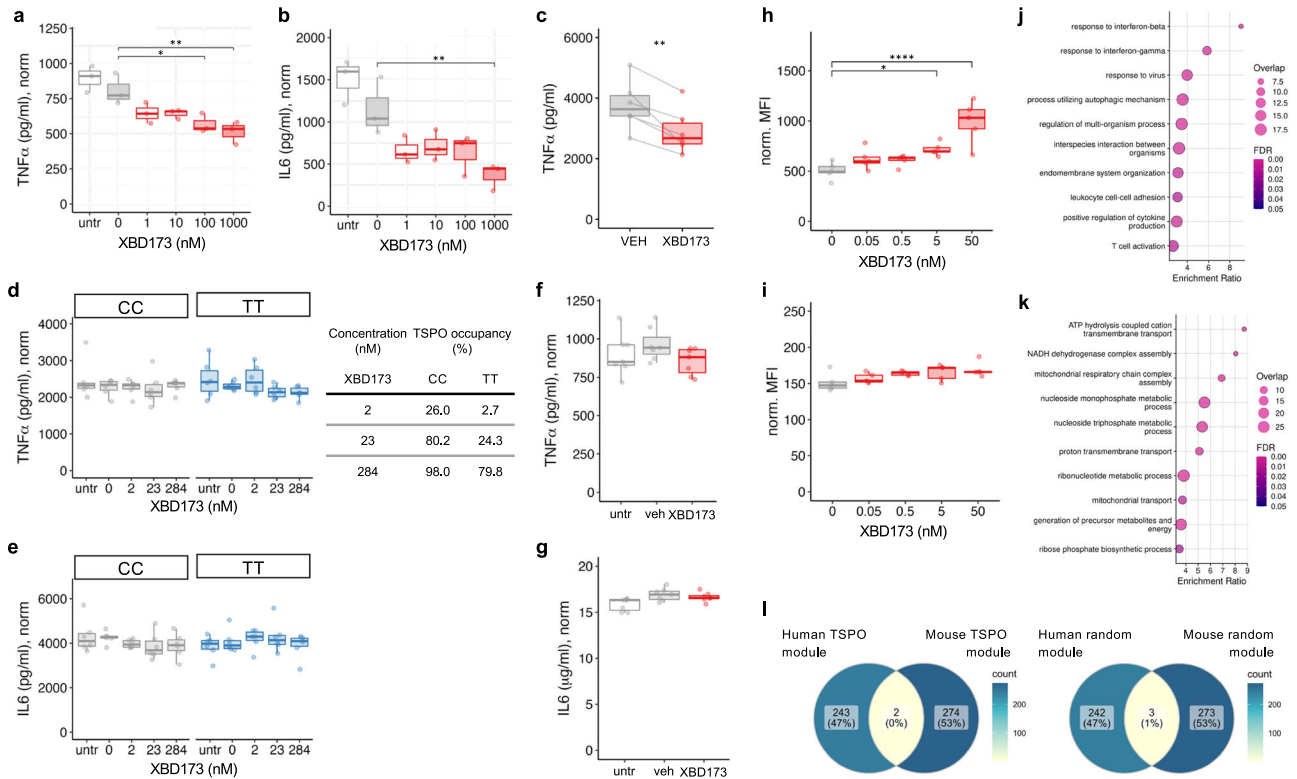 a
TNFα (pg/ml), norm
1250
1000
750
500
250
0
**
*
untr 0 1 10 100 1000
XBD173 (nM)
b
IL6 (pg/ml), norm
2000
1500
1000
500
0
**
untr 0 1 10 100 1000
XBD173 (nM)
c
TNFα (pg/ml)
6000
4000
2000
0
**
VEH XBD173
h
norm. MFI
1500
1000
500
0
****
*
0 0.05 0.5 5 50
XBD173 (nM)
j
response to interferon-beta
response to interferon-gamma
response to virus
process utilizing autophagic mechanism
regulation of multi-organism process
interspecies interaction between
organisms
endomembrane system organization
leukocyte cell-cell adhesion
positive regulation of cytokine
production
T cell activation
4 6 8
Enrichment Ratio
Overlap
7.5
10.0
12.5
15.0
17.5
FDR
0.00
0.01
0.02
0.03
0.04
0.05
d
CC TT
TNFα (pg/ml), norm
4000
3000
2000
1000
0
untr 0 2 23 284 untr 0 2 23 284
XBD173 (nM)
Concentration TSPO occupancy
(nM) (%)
XBD173 CC TT
2 26.0 2.7
23 80.2 24.3
284 98.0 79.8
f
TNFα (pg/ml), norm
1250
1000
750
500
250
0
untr veh XBD173
i
norm. MFI
250
200
150
100
50
0
0 0.05 0.5 5 50
XBD173 (nM)
k
ATP hydrolysis coupled cation
transmembrane transport
NADH dehydrogenase complex assembly
mitochondrial respiratory chain complex
assembly
nucleoside monophosphate metabolic
process
nucleoside triphosphate metabolic
process
proton transmembrane transport
ribonucleotide metabolic process
mitochondrial transport
generation of precursor metabolites and
energy
ribose phosphate biosynthetic process
4 5 6 7 8 9
Enrichment Ratio
Overlap
10
15
20
25
FDR
0.00
0.01
0.02
0.03
0.04
0.05
e
CC TT
IL6 (pg/ml), norm
6000
4000
2000
0
untr 0 2 23 284 untr 0 2 23 284
XBD173 (nM)
g
IL6 (µg/ml), norm
20
15
10
5
0
untr veh XBD173
l
Human TSPO
module
Mouse TSPO
module
243
(47%)
2
(0%)
274
(53%)
count
200
100
Human random
module
Mouse random
module
242
(47%)
3
(1%)
273
(53%)
count
200
100